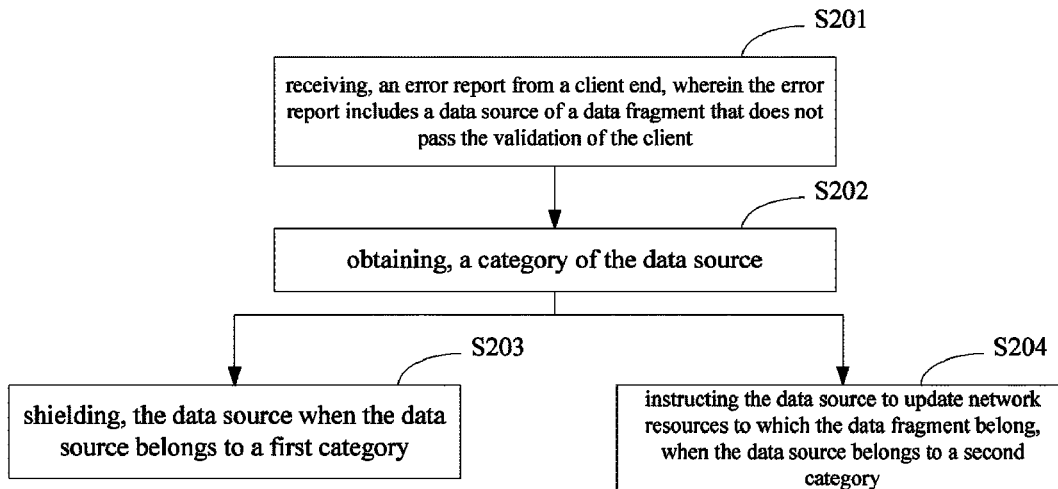 S201
receiving, an error report from a client end, wherein the error
report includes a data source of a data fragment that does not
pass the validation of the client
S202
obtaining, a category of the data source
S203
shielding, the data source when the data
source belongs to a first category
S204
instructing the data source to update network
resources to which the data fragment belong,
when the data source belongs to a second
category